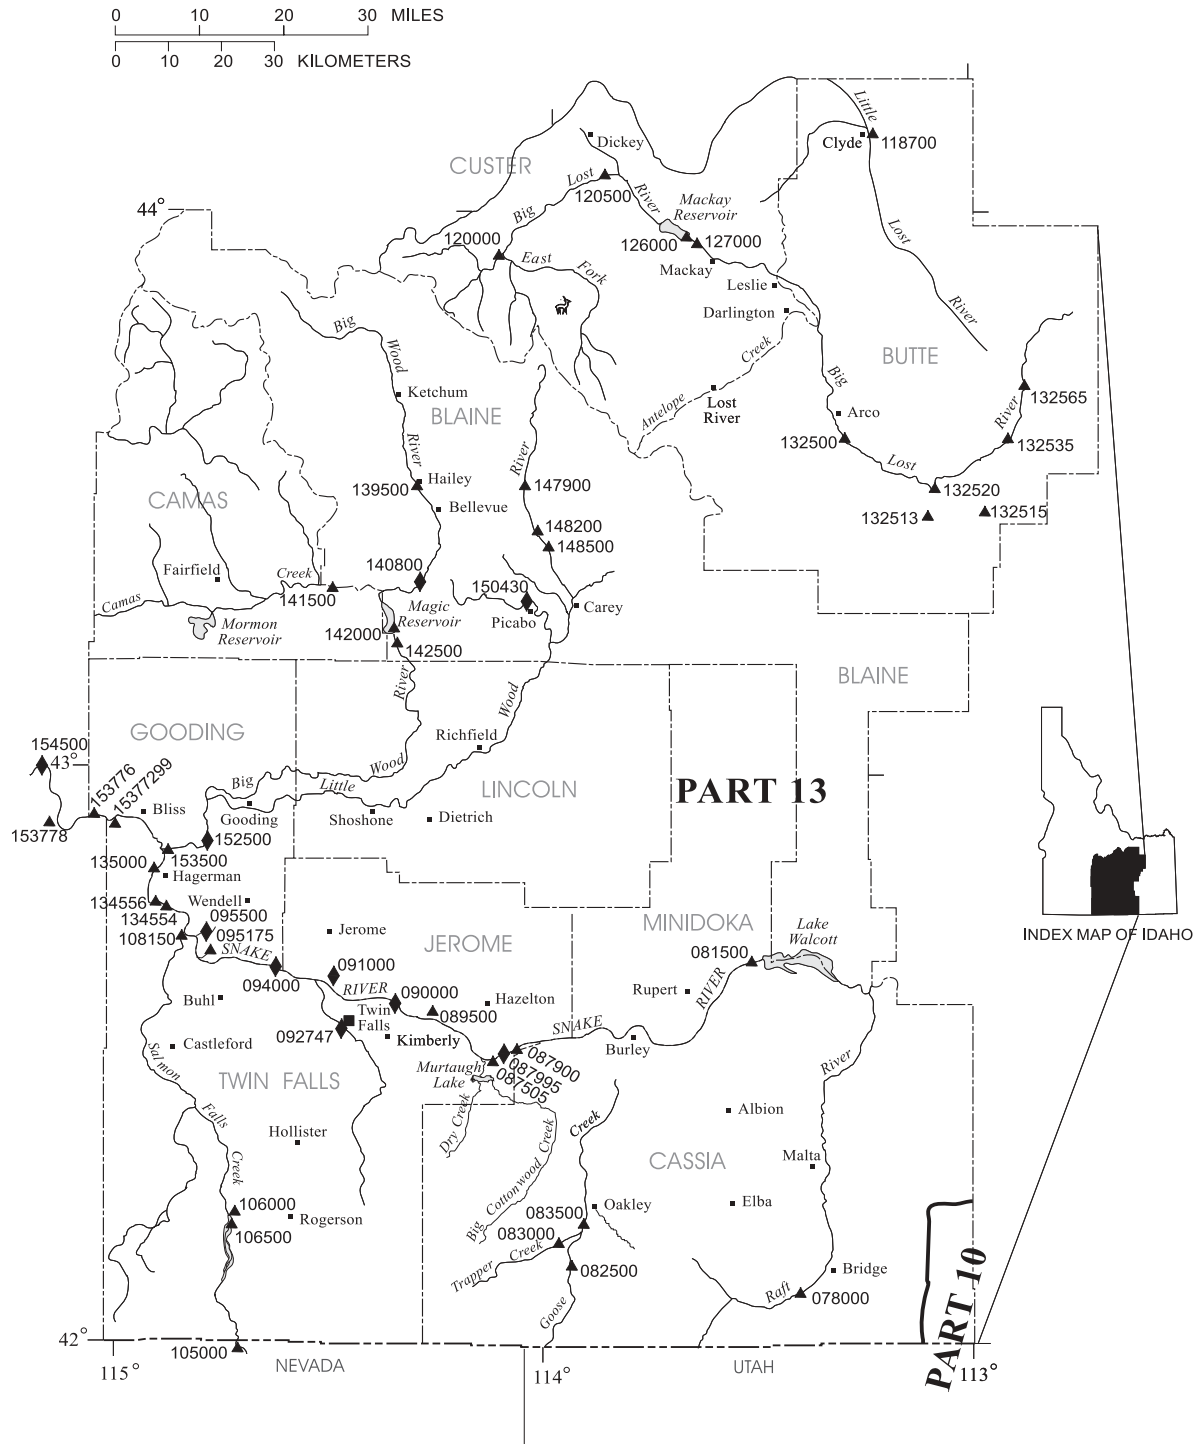 0 10 20 30 MILES
0 10 20 30 KILOMETERS
Little
Dickey
Clyde
118700
CUSTER
Lost
120500
River
Mackay
Reservoir
44°
Big
120000
126000
127000
Lost
East
Fork
Mackay
Leslie
Darlington
River
Big
Creek
BUTTE
Wood
Big
Ketchum
Lost
River
132565
BLAINE
Antelope
Arco
River
132500
132535
River
River
Lost
Hailey
139500
147900
132520
CAMAS
Bellevue
132513
132515
148200
148500
140800
Fairfield
Creek
141500
150430
Camas
Magic
Reservoir
Carey
Picabo
Mormon
Reservoir
142000
142500
BLAINE
River
Wood
GOODING
Richfield
154500
43°
153776
15377299
Wood
Big
Little
LINCOLN
PART 13
Bliss
Gooding
Shoshone
Dietrich
153778
152500
135000
153500
Hagerman
134556
Wendell
134554
095500
095175
MINIDOKA
108150
SNAKE
Jerome
JEROME
Lake
Walcott
INDEX MAP OF IDAHO
091000
081500
094000
RIVER
090000
Hazelton
Rupert
RIVER
Buhl
Twin
Falls
089500
092747
Kimberly
SNAKE
Burley
Castleford
087900
087995
087505
Murtaugh
Lake
River
Salmon
TWIN FALLS
Falls
Dry Creek
Creek
Albion
Hollister
Big Cottonwood Creek
CASSIA
Malta
Creek
Elba
106000
Rogerson
106500
Oakley
083500
083000
Trapper Creek
082500
Bridge
Raft
078000
Goose
PART 10
42°
105000
115°
NEVADA
114°
UTAH
113°